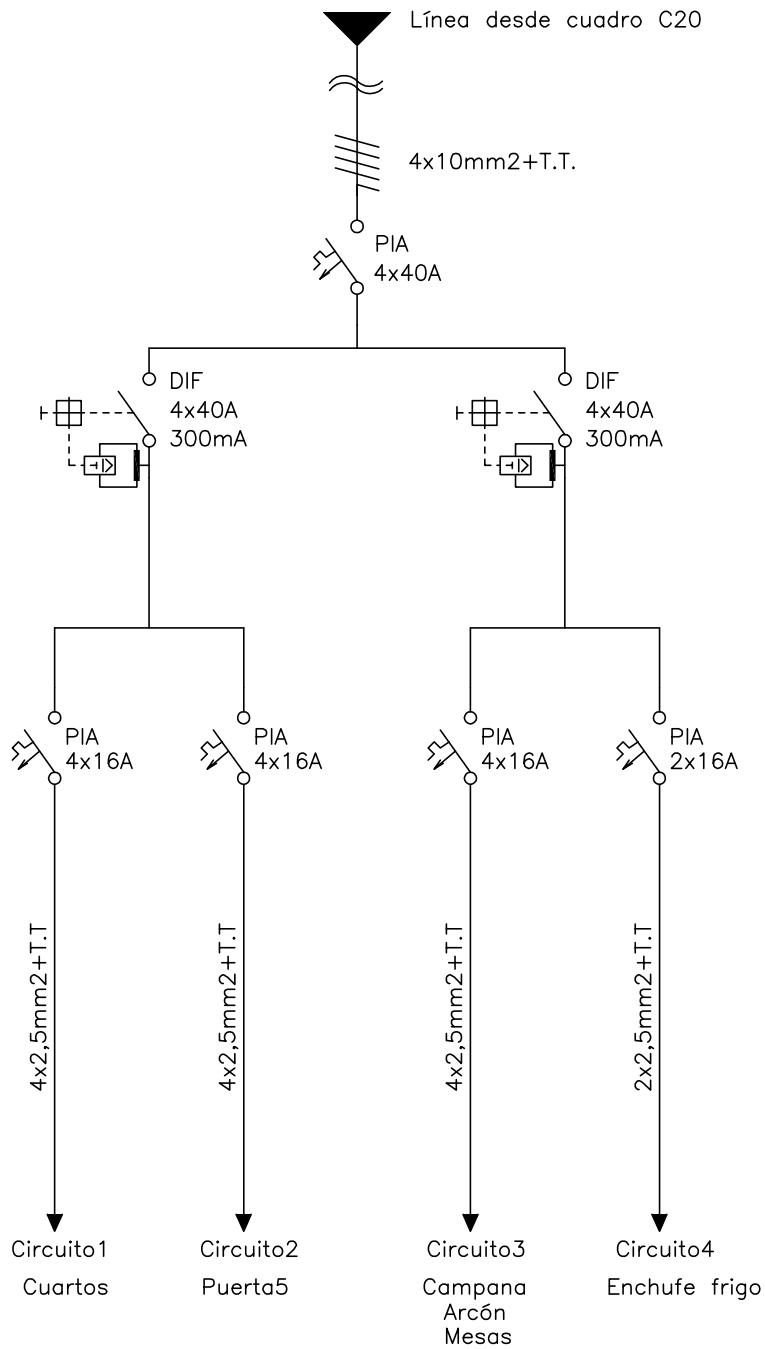 Línea desde cuadro C20
4x10mm2+T.T.
PIA
4x40A
DIF
4x40A
300mA
DIF
4x40A
300mA
PIA
4x16A
PIA
4x16A
PIA
4x16A
PIA
2x16A
4x2,5mm2+T.T
4x2,5mm2+T.T
4x2,5mm2+T.T
2x2,5mm2+T.T
Circuito1
Cuartos
Circuito2
Puerta5
Circuito3
Campana
Arcón
Mesas
Circuito4
Enchufe frigo